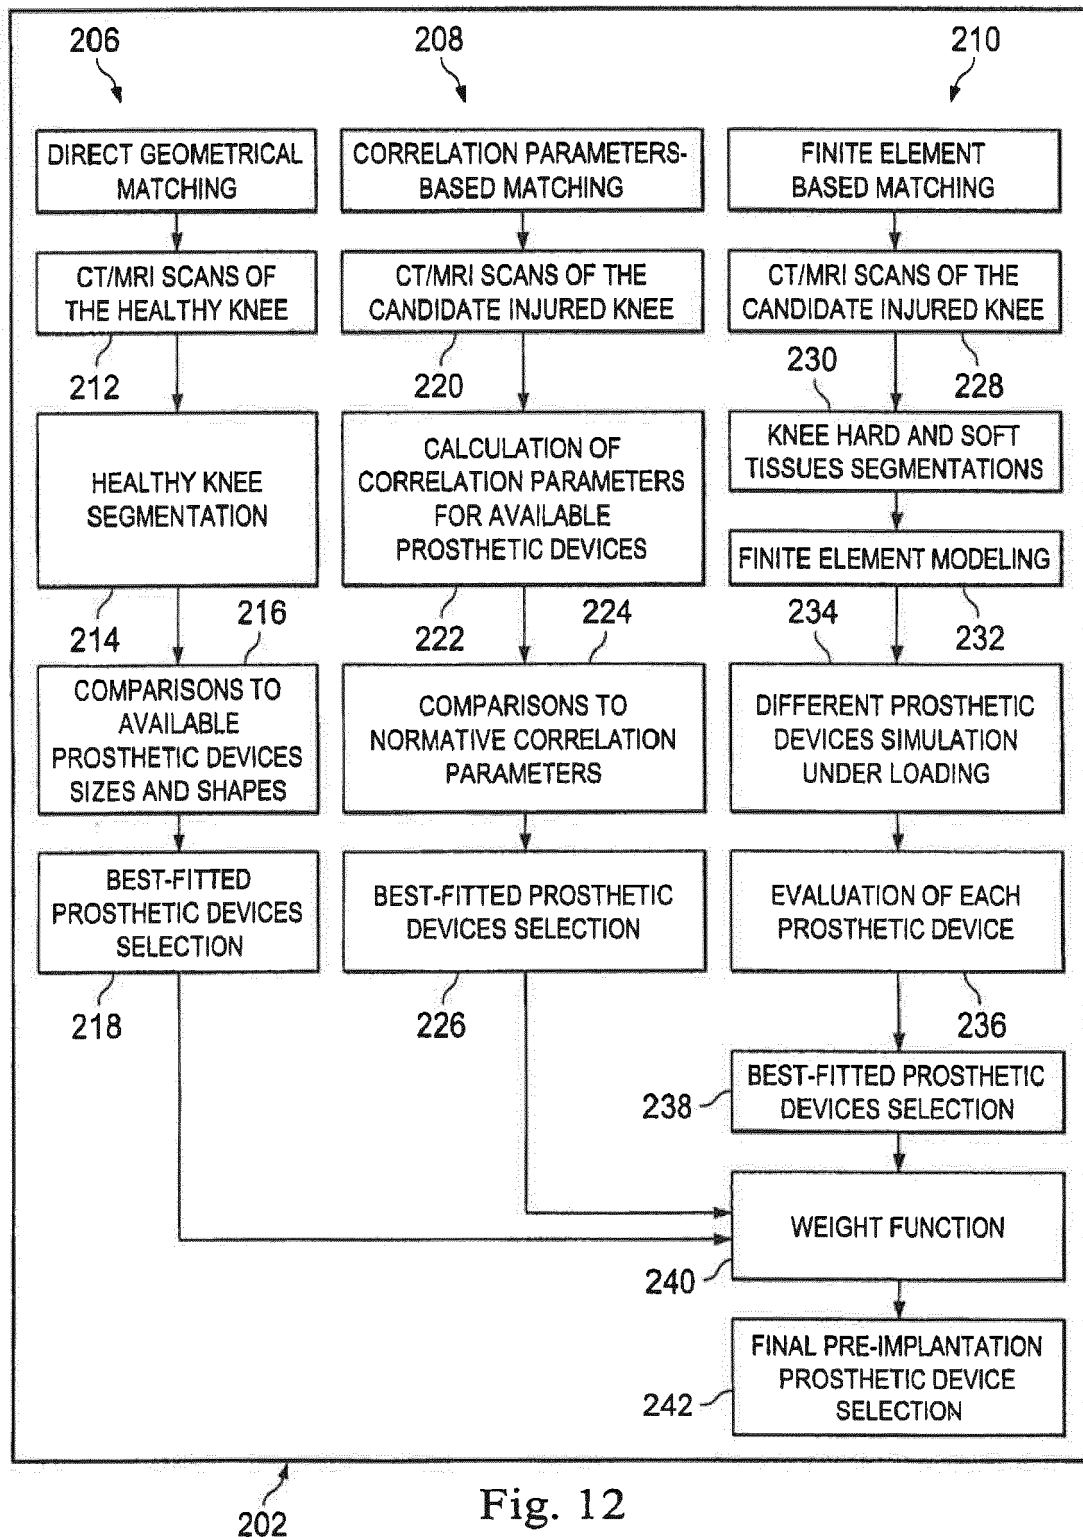 206
208
210
DIRECT GEOMETRICAL
MATCHING
CORRELATION PARAMETERS-
BASED MATCHING
FINITE ELEMENT
BASED MATCHING
CT/MRI SCANS OF
THE HEALTHY KNEE
CT/MRI SCANS OF THE
CANDIDATE INJURED KNEE
CT/MRI SCANS OF THE
CANDIDATE INJURED KNEE
212
220
230
228
HEALTHY KNEE
SEGMENTATION
CALCULATION OF
CORRELATION PARAMETERS
FOR AVAILABLE
PROSTHETIC DEVICES
KNEE HARD AND SOFT
TISSUES SEGMENTATIONS
FINITE ELEMENT MODELING
214
216
222
224
234
232
COMPARISONS TO
AVAILABLE
PROSTHETIC DEVICES
SIZES AND SHAPES
COMPARISONS TO
NORMATIVE CORRELATION
PARAMETERS
DIFFERENT PROSTHETIC
DEVICES SIMULATION
UNDER LOADING
BEST-FITTED
PROSTHETIC DEVICES
SELECTION
BEST-FITTED PROSTHETIC
DEVICES SELECTION
EVALUATION OF EACH
PROSTHETIC DEVICE
218
226
236
238
BEST-FITTED PROSTHETIC
DEVICES SELECTION
WEIGHT FUNCTION
240
FINAL PRE-IMPLANTATION
PROSTHETIC DEVICE
SELECTION
242
202
Fig. 12